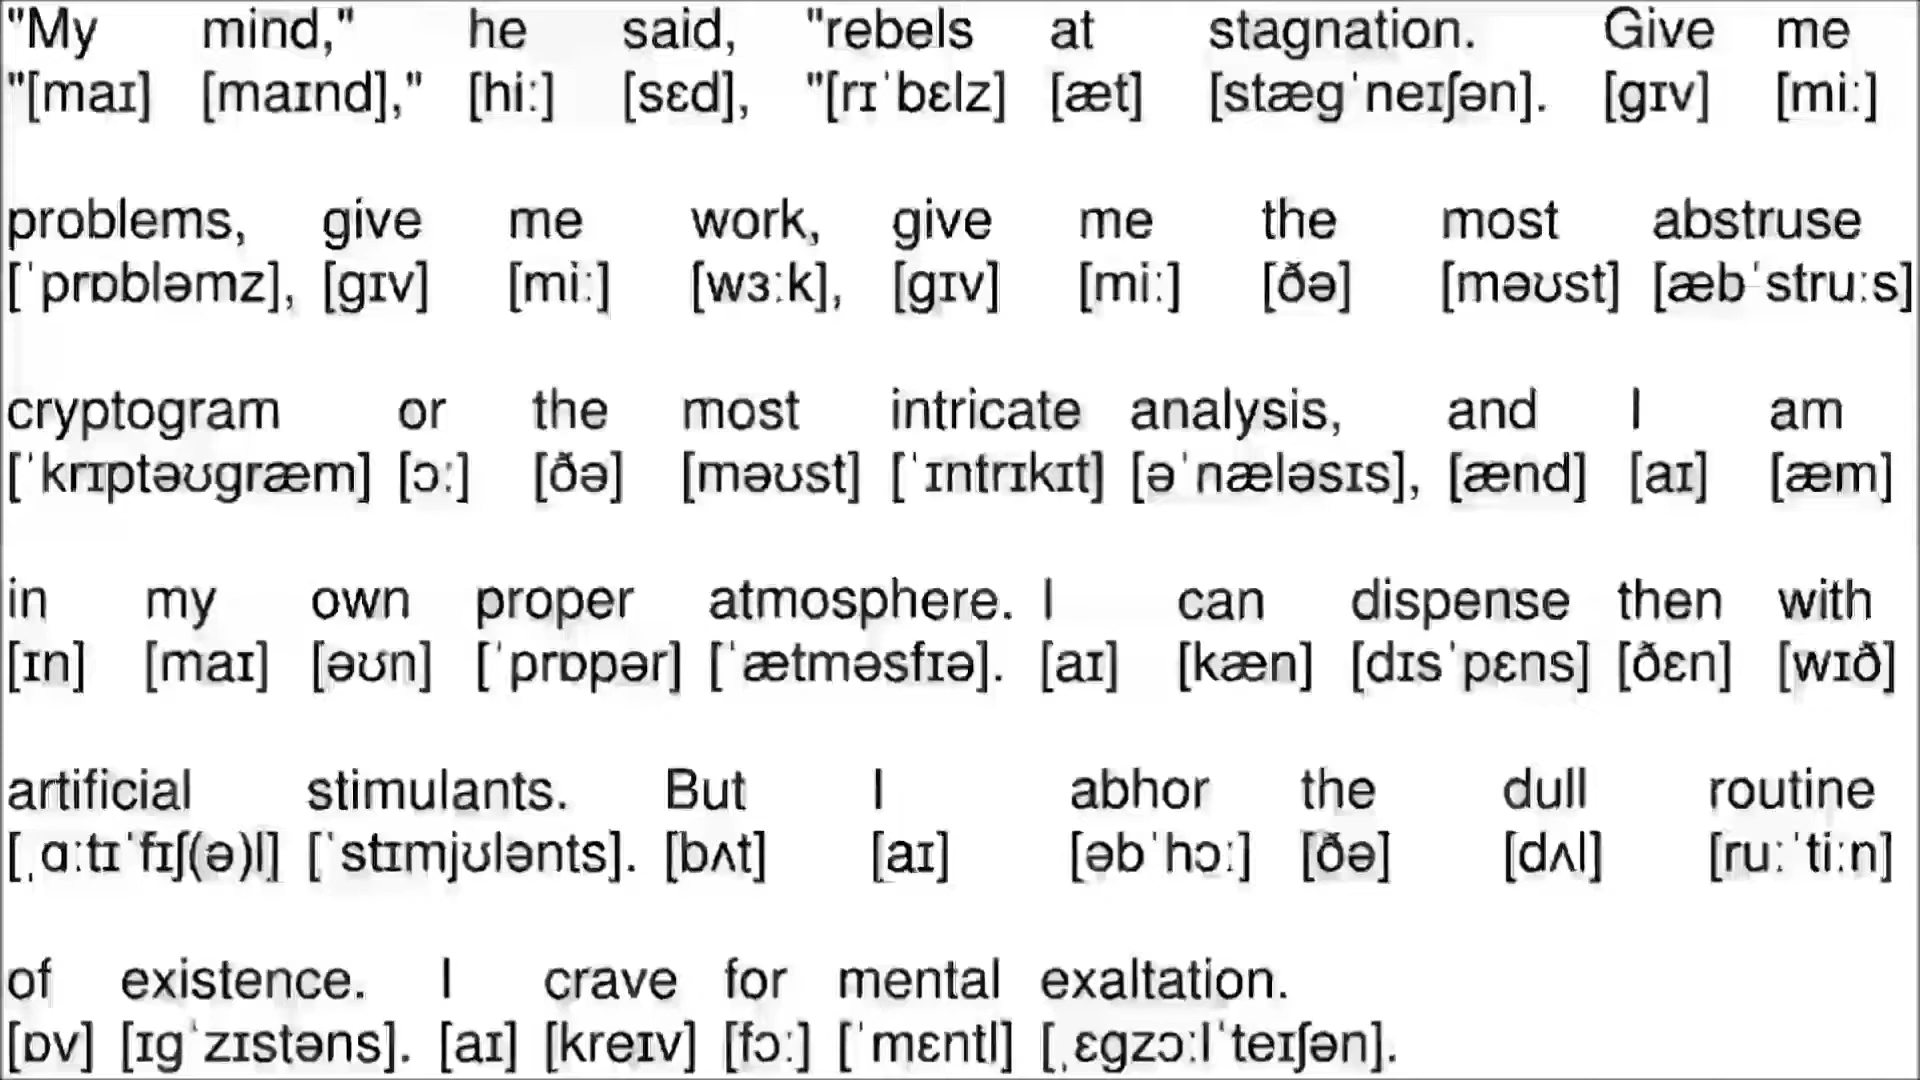 "My mind," he said, "rebels at stagnation. Give me
"[maɪ] [maɪnd]," [hiː] [sɛd], "[rɪˈbɛlz] [æt] [stægˈneɪʃən]. [gɪv] [miː]
problems, give me work, give me the most abstruse
[ˈprɒbləmz], [gɪv] [miː] [wɜːk], [gɪv] [miː] [ðə] [məʊst] [æbˈstruːs]
cryptogram or the most intricate analysis, and I am
[ˈkrɪptəʊgræm] [ɔː] [ðə] [məʊst] [ˈɪntrɪkɪt] [əˈnæləsɪs], [ænd] [aɪ] [æm]
in my own proper atmosphere. I can dispense then with
[ɪn] [maɪ] [əʊn] [ˈprɒpər] [ˈætməsfɪə]. [aɪ] [kæn] [dɪsˈpɛns] [ðɛn] [wɪð]
artificial stimulants. But I abhor the dull routine
[ˌɑːtɪˈfɪʃ(ə)l] [ˈstɪmjʊlənts]. [bʌt] [aɪ] [əbˈhɔː] [ðə] [dʌl] [ruːˈtiːn]
of existence. I crave for mental exaltation.
[ɒv] [ɪgˈzɪstəns]. [aɪ] [kreɪv] [fɔː] [ˈmɛntl] [ˌɛgzɔːlˈteɪʃən].